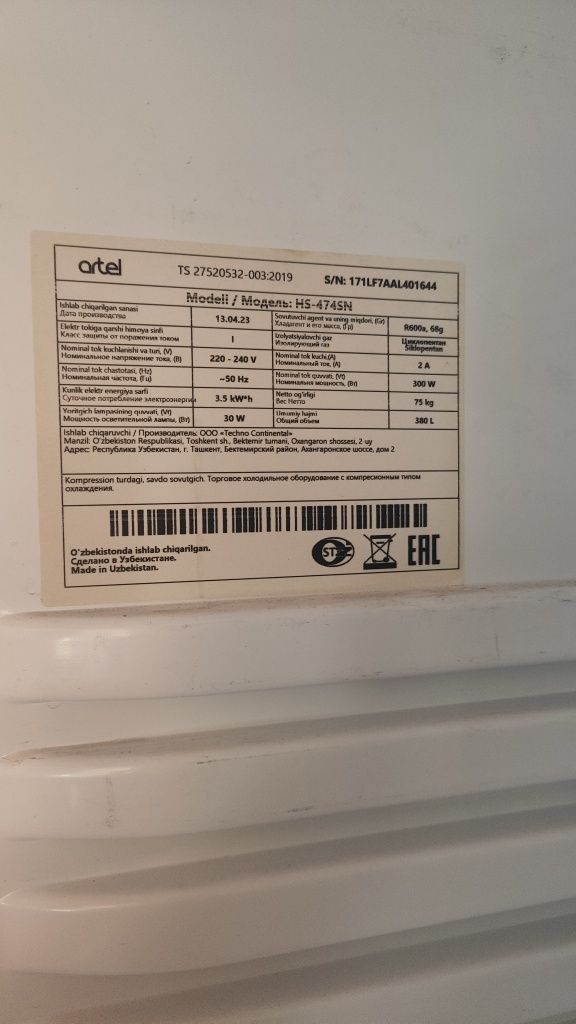 artel
TS 27520532-003:2019
S/N: 171LF7AAL401644
Modeli / Модель: HS-474SN
Ishlab chiqarilgan sanasi
Дата производства
13.04.23
Sovutuvchi agent va uning miqdori, (Gr)
Хладагент и его масса, (Гр)
R600a, 68g
Elektr tokiga qarshi himoya sinfi
Класс защиты от поражения током
I
Izolyatsiyalovchi gaz
Изолирующий газ
Циклопентан
Siklopentan
Nominal tok kuchlanishi va turi, (V)
Номинальное напряжение тока, (В)
220 - 240 V
Nominal tok kuchi,(A)
Номинальный ток, (А)
2 A
Nominal tok chastotasi, (Hz)
Номинальная частота, (Гц)
~50 Hz
Nominal tok quvvati, (Vt)
Номинальная мощность, (Вт)
300 W
Kunlik elektr energiya sarfi
Суточное потребление электроэнергии
3.5 kW*h
Netto og'irligi
Вес Нетто
75 kg
Yoritgich lampasining quvvati, (Vt)
Мощность осветительной лампы, (Вт)
30 W
Umumiy hajmi
Общий объем
380 L
Ishlab chiqaruvchi / Производитель: ООО «Techno Continental»
Manzil: O'zbekiston Respublikasi, Toshkent sh., Bektemir tumani, Oxangaron shossesi, 2-uy
Адрес: Республика Узбекистан, г. Ташкент, Бектемирский район, Ахангаронское шоссе, дом 2
Kompression turdagi, savdo sovutgich. Торговое холодильное оборудование с компресионным типом
охлаждения.
O'zbekistonda ishlab chiqarilgan.
Сделано в Узбекистане.
Made in Uzbekistan.
EAC